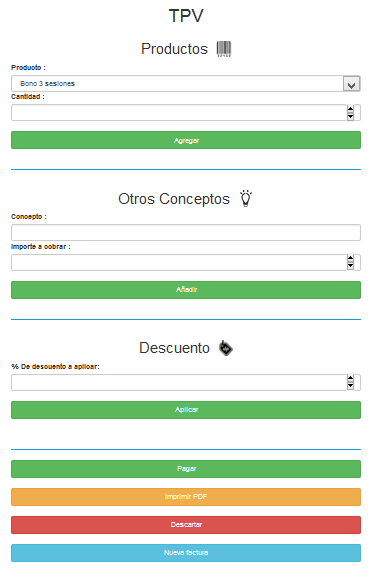 TPV
Productos
Producto :
Bono 3 sesiones
Cantidad :
Agregar
Otros Conceptos
Concepto :
Importe a cobrar :
Añadir
Descuento
% De descuento a aplicar:
Aplicar
Pagar
Imprimir PDF
Descartar
Nueva factura